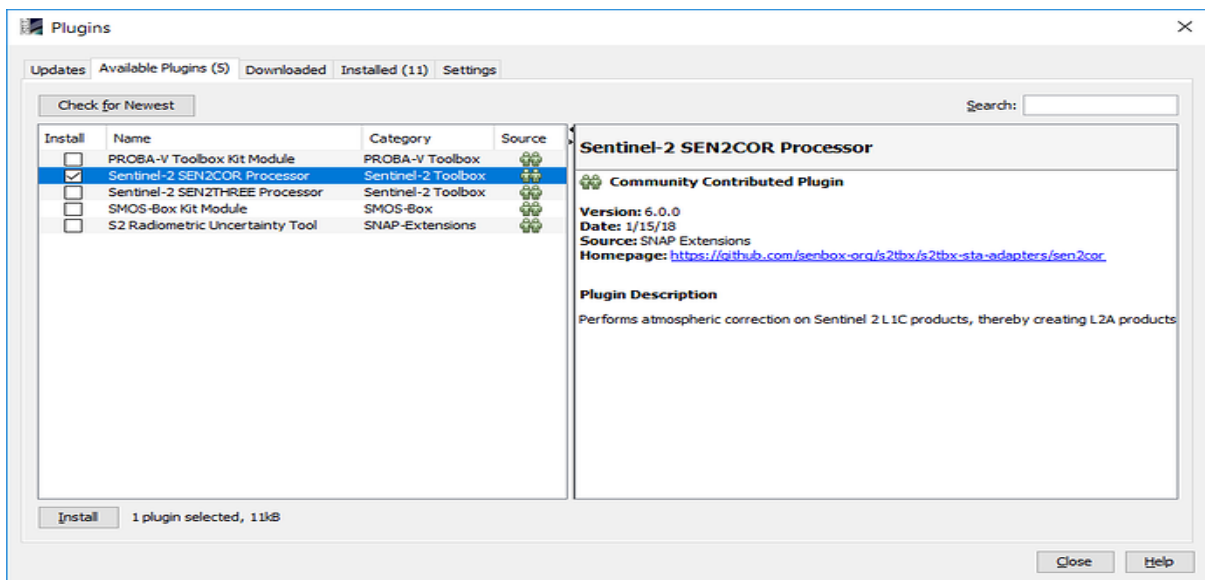 Plugins
Updates Available Plugins (5) Downloaded Installed (11) Settings
Check for Newest Search:
Install Name Category Source
PROBA-V Toolbox Kit Module PROBA-V Toolbox
Sentinel-2 SEN2COR Processor Sentinel-2 Toolbox
Sentinel-2 SEN2THREE Processor Sentinel-2 Toolbox
SMOS-Box Kit Module SMOS-Box
S2 Radiometric Uncertainty Tool SNAP-Extensions
Sentinel-2 SEN2COR Processor
Community Contributed Plugin
Version: 6.0.0
Date: 1/15/18
Source: SNAP Extensions
Homepage: https://github.com/senbox-org/s2tbx/s2tbx-sta-adapters/sen2cor
Plugin Description
Performs atmospheric correction on Sentinel 2 L1C products, thereby creating L2A products
Install 1 plugin selected, 11kB
Close Help